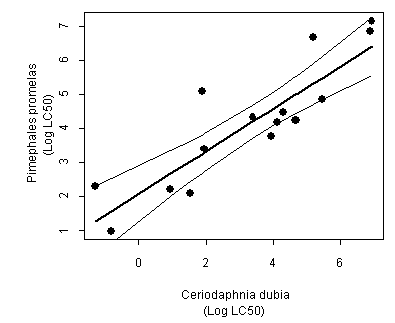 Pimephales promelas
(Log LC50)
7
6
5
4
3
2
1
0 2 4 6
Ceriodaphnia dubia
(Log LC50)